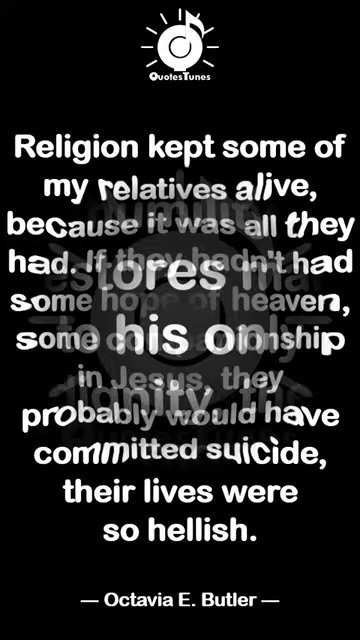 QuotesTunes
Religion kept some of
my relatives alive,
because it was all they
had. If they hadn't had
some hope of heaven,
some companionship
in Jesus, they
probably would have
committed suicide,
their lives were
so hellish.
— Octavia E. Butler —